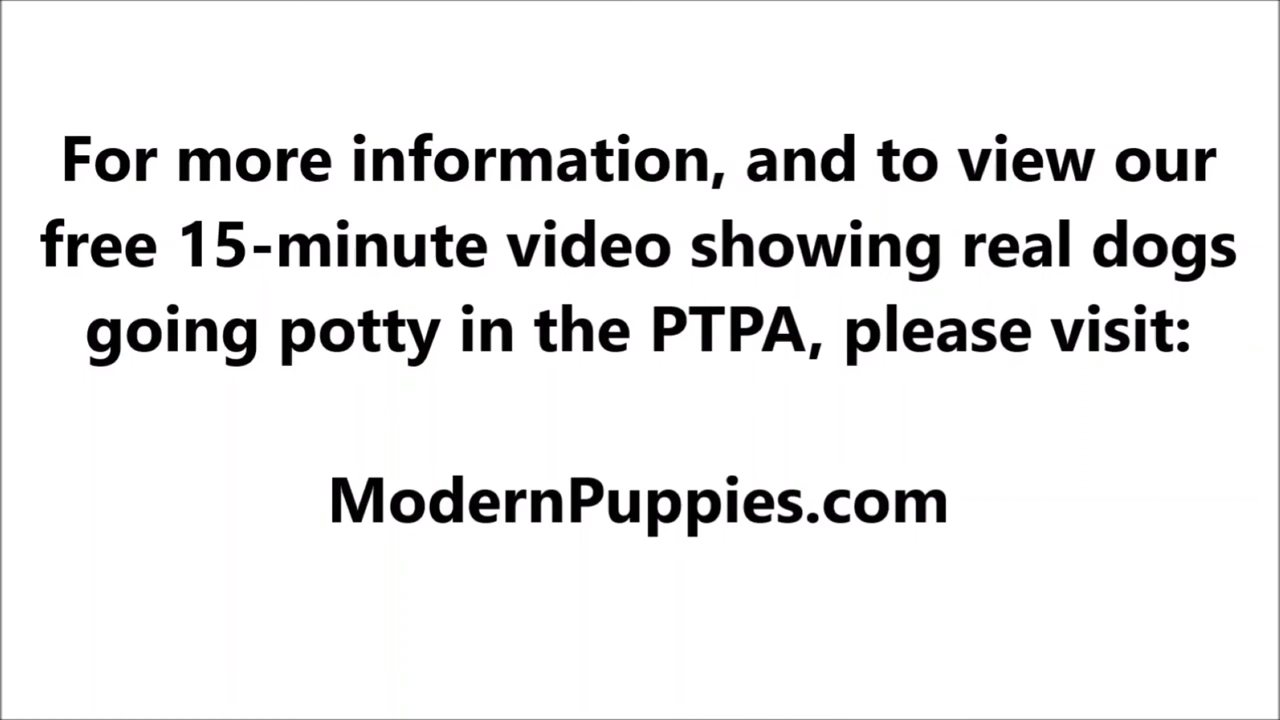 For more information, and to view our
free 15-minute video showing real dogs
going potty in the PTPA, please visit:
ModernPuppies.com